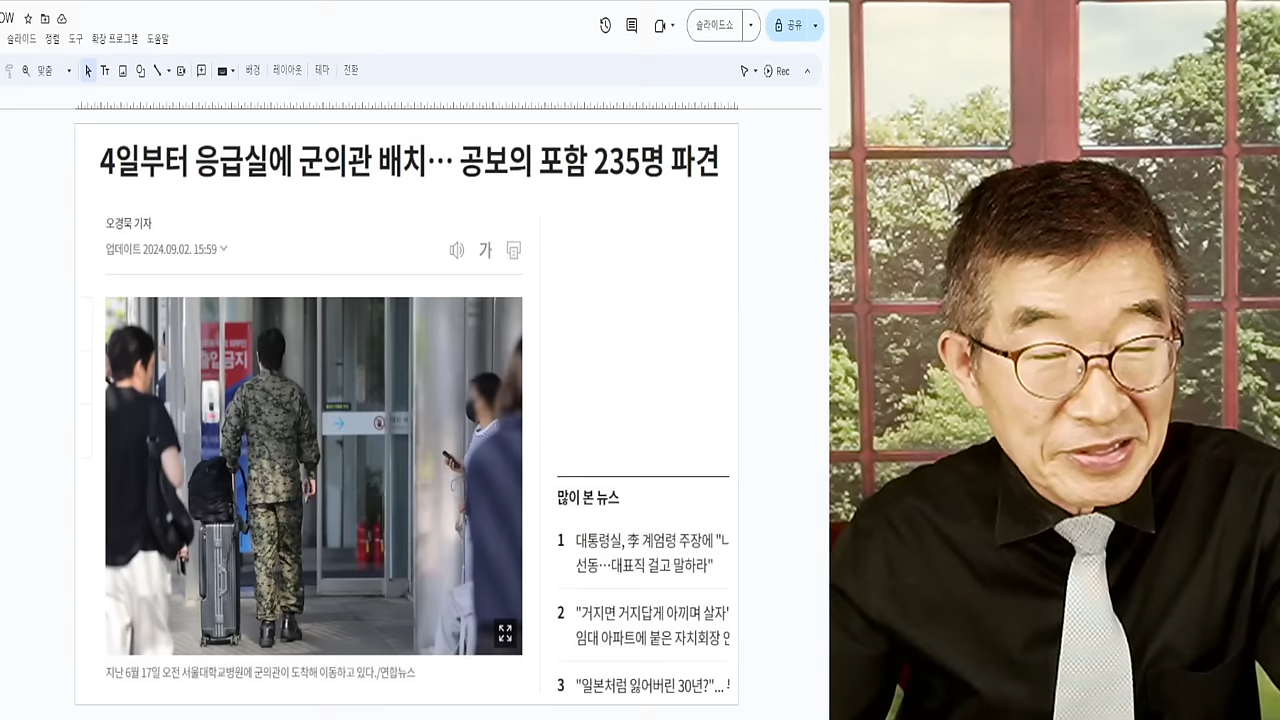 OW
슬라이드 정렬 도구 확장 프로그램 도움말
슬라이드쇼
공유
맞춤
Tт
배경 레이아웃 테마 전환
Rec
4일부터 응급실에 군의관 배치… 공보의 포함 235명 파견
오경묵 기자
업데이트 2024.09.02. 15:59
가
출입금지
지난 6월 17일 오전 서울대학교병원에 군의관이 도착해 이동하고 있다./연합뉴스
많이 본 뉴스
1 대통령실, 李 계엄령 주장에 "나
선동…대표직 걸고 말하라"
2 "거지면 거지답게 아끼며 살자"
임대 아파트에 붙은 자치회장
3 "일본처럼 잃어버린 30년?"...